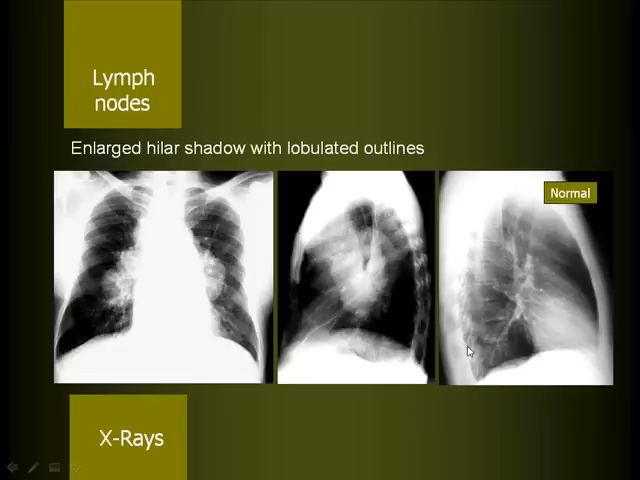 Lymph
nodes
Enlarged hilar shadow with lobulated outlines
Normal
X-Rays